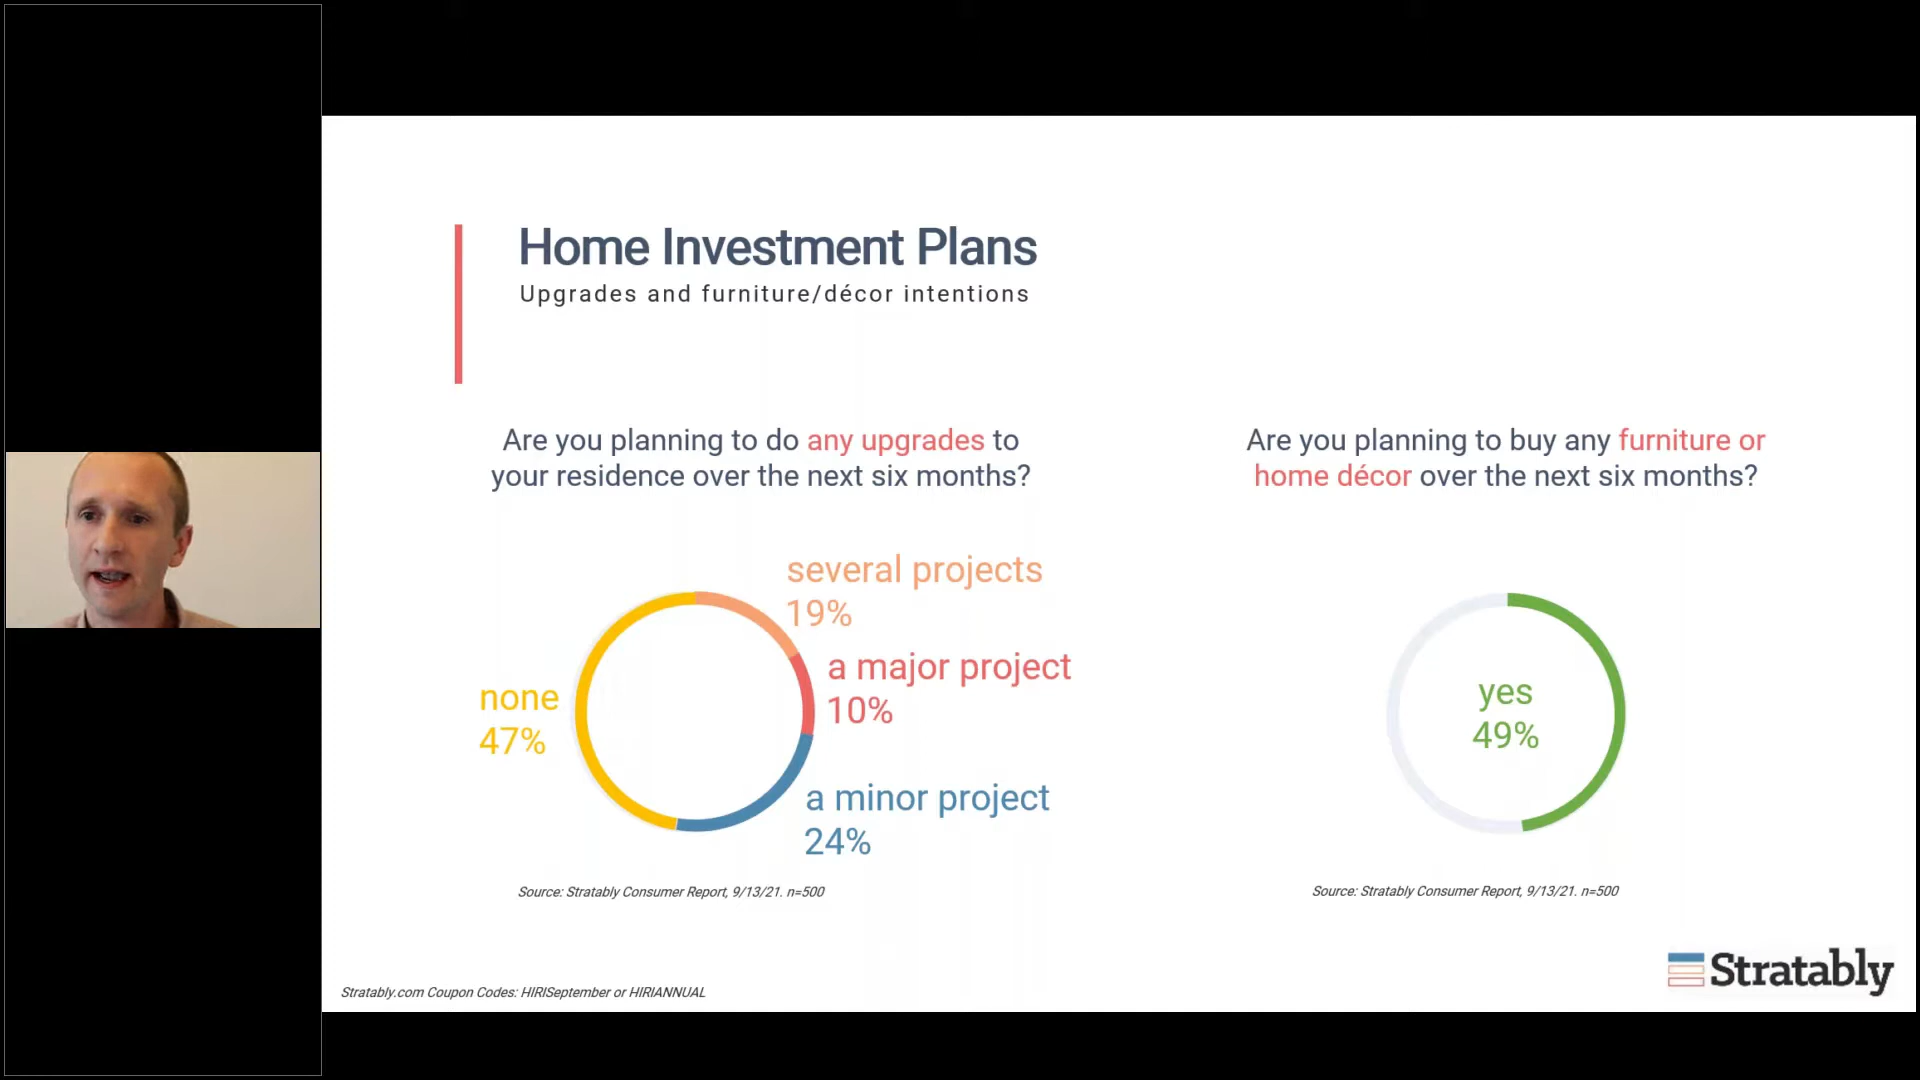 Home Investment Plans
Upgrades and furniture/décor intentions
Are you planning to do any upgrades to
your residence over the next six months?
several projects
19%
a major project
10%
none
47%
a minor project
24%
Source: Stratably Consumer Report, 9/13/21. n=500
Are you planning to buy any furniture or
home décor over the next six months?
yes
49%
Source: Stratably Consumer Report, 9/13/21. n=500
Stratably.com Coupon Codes: HIRISeptember or HIRIANNUAL
Stratably